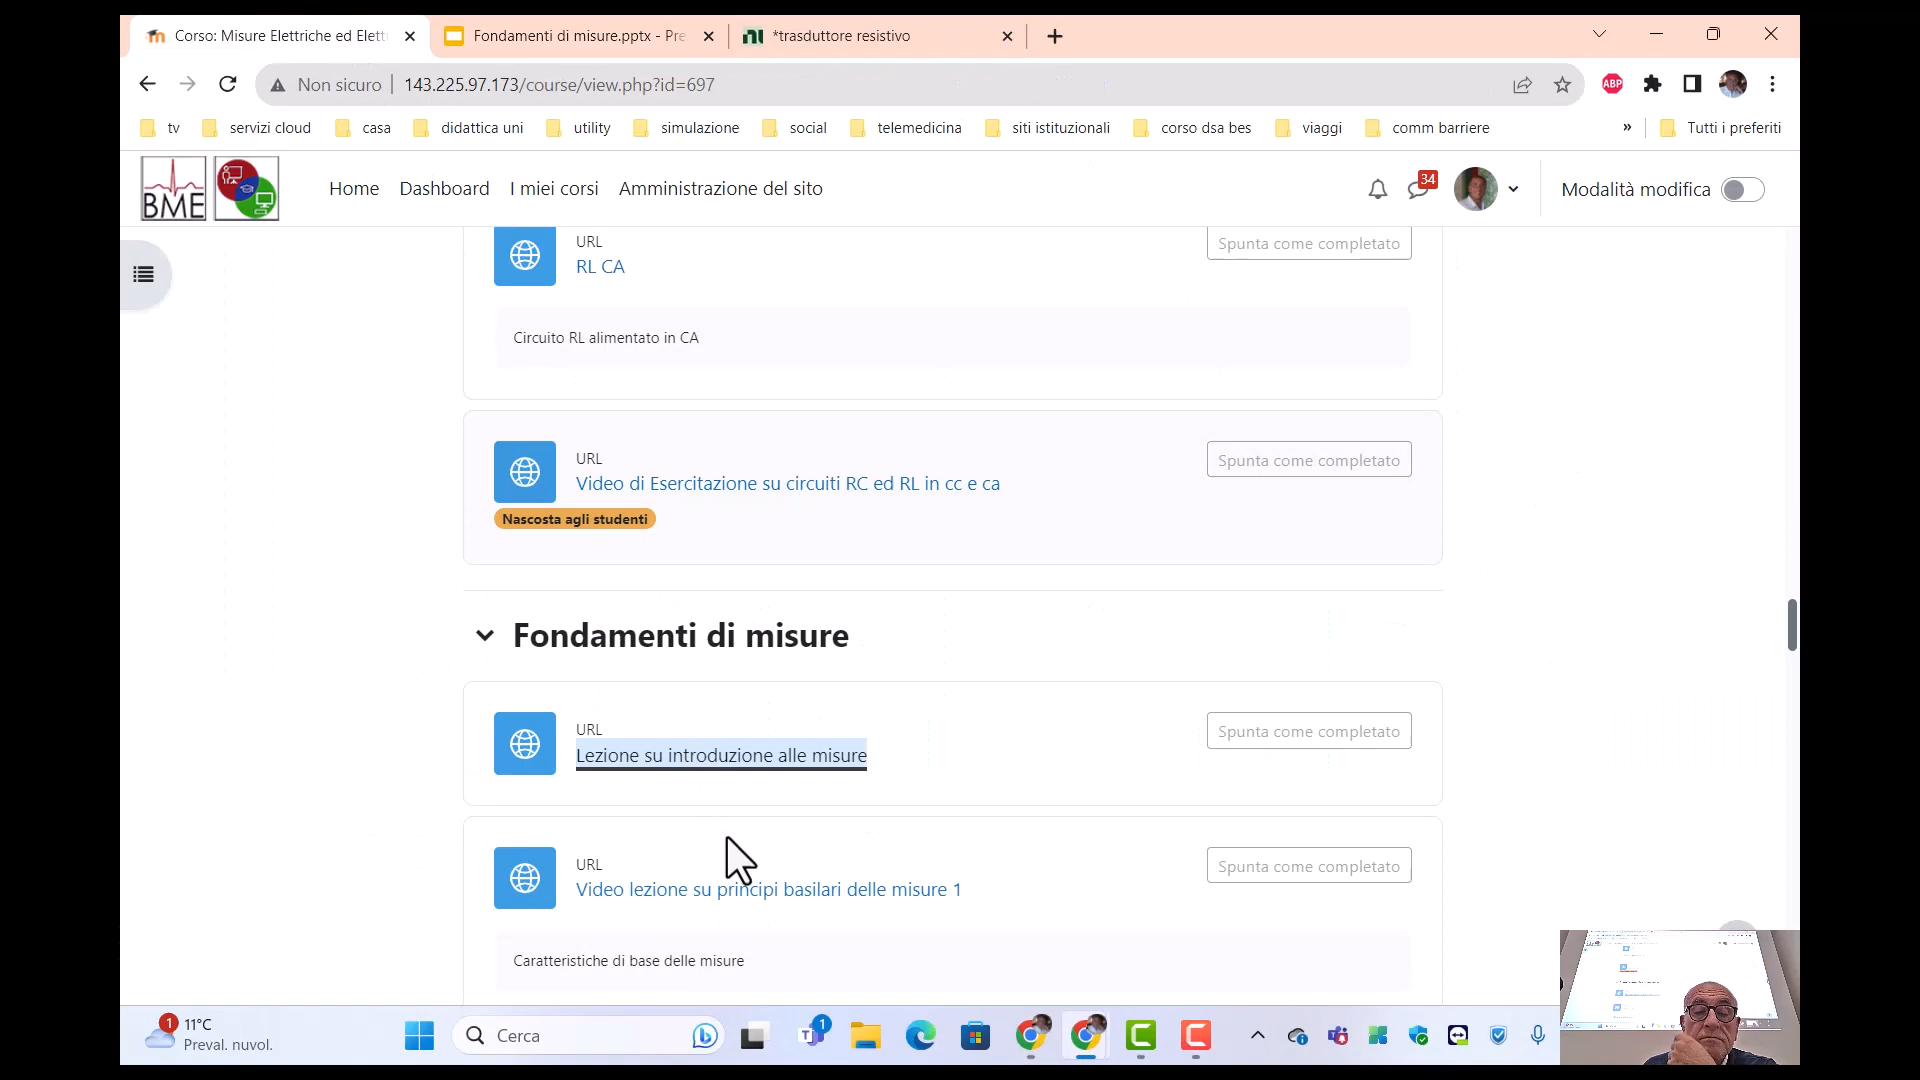 Corso: Misure Elettriche ed Elett
Fondamenti di misure.pptx - Pre
*trasduttore resistivo
Non sicuro
143.225.97.173/course/view.php?id=697
ABP
tv
servizi cloud
casa
didattica uni
utility
simulazione
social
telemedicina
siti istituzionali
corso dsa bes
viaggi
comm barriere
»
Tutti i preferiti
BME
Home
Dashboard
I miei corsi
Amministrazione del sito
34
Modalità modifica
URL
RL CA
Spunta come completato
Circuito RL alimentato in CA
URL
Video di Esercitazione su circuiti RC ed RL in cc e ca
Spunta come completato
Nascosta agli studenti
Fondamenti di misure
URL
Lezione su introduzione alle misure
Spunta come completato
URL
Video lezione su principi basilari delle misure 1
Spunta come completato
Caratteristiche di base delle misure
1
11°C
Preval. nuvol.
Cerca
1